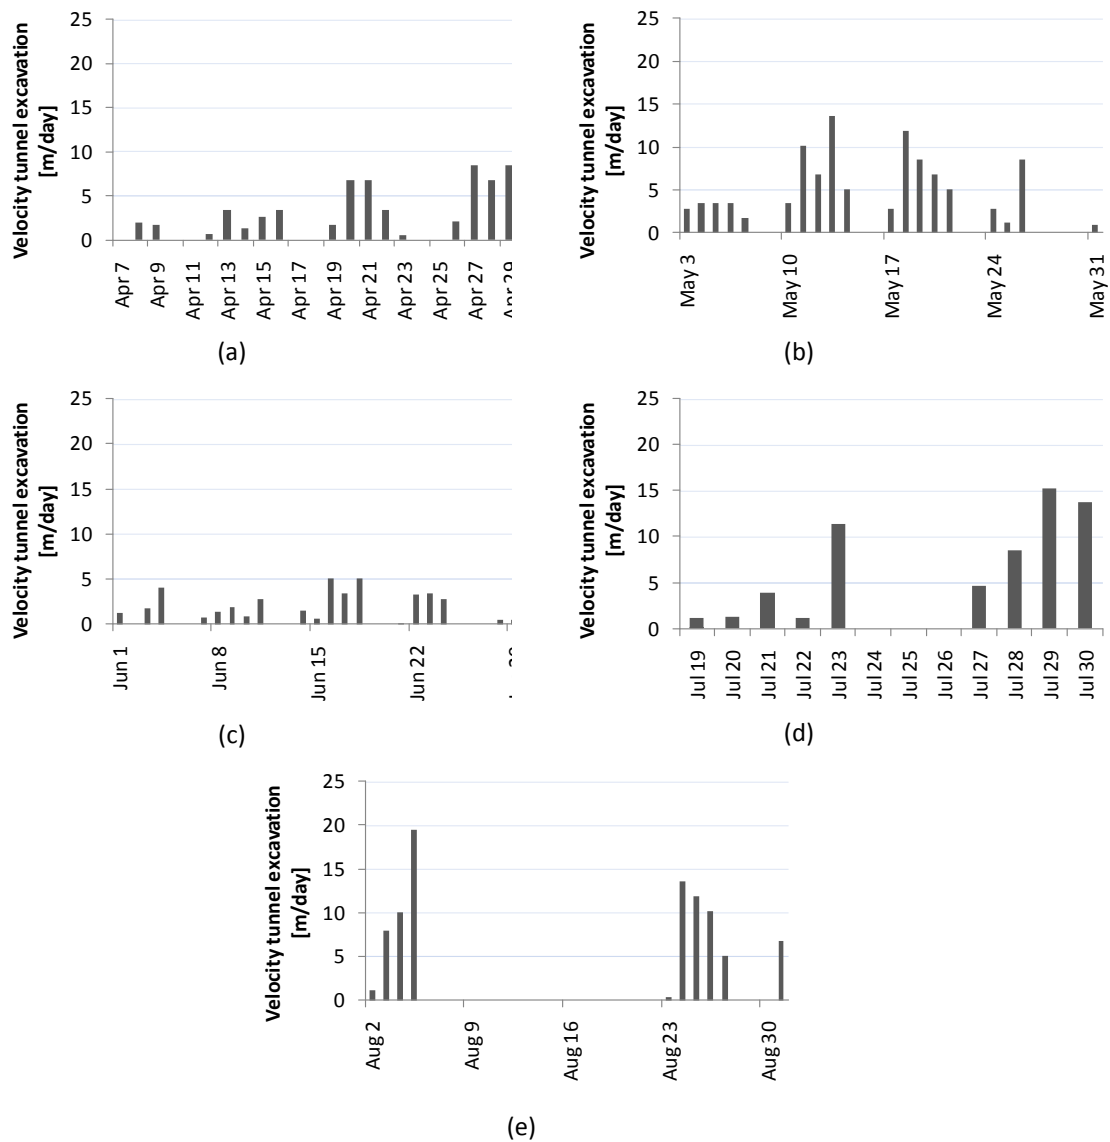 Velocity tunnel excavation
[m/day]
25
20
15
10
5
0
Apr 7
Apr 9
Apr 11
Apr 13
Apr 15
Apr 17
Apr 19
Apr 21
Apr 23
Apr 25
Apr 27
Apr 29
(a)
Velocity tunnel excavation
[m/day]
25
20
15
10
5
0
May 3
May 10
May 17
May 24
May 31
(b)
Velocity tunnel excavation
[m/day]
25
20
15
10
5
0
Jun 1
Jun 8
Jun 15
Jun 22
(c)
Velocity tunnel excavation
[m/day]
25
20
15
10
5
0
Jul 19
Jul 20
Jul 21
Jul 22
Jul 23
Jul 24
Jul 25
Jul 26
Jul 27
Jul 28
Jul 29
Jul 30
(d)
Velocity tunnel excavation
[m/day]
25
20
15
10
5
0
Aug 2
Aug 9
Aug 16
Aug 23
Aug 30
(e)